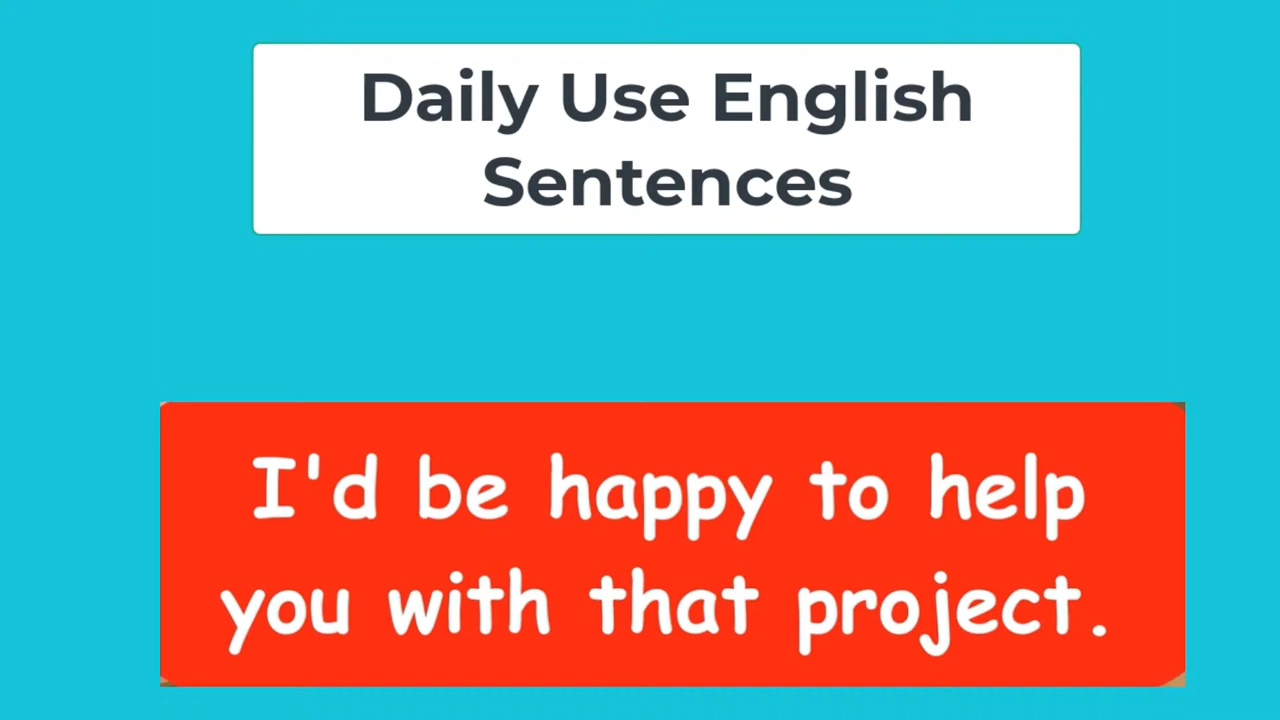 Daily Use English
Sentences
I'd be happy to help
you with that project.